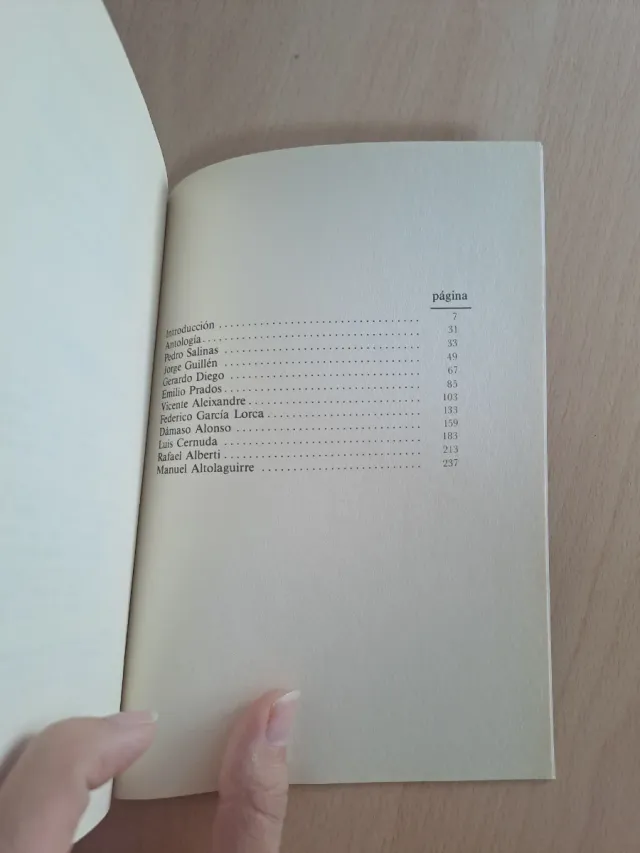 página
Introducción . . . . . . . . . . . . . . . . . . . . . . . . . . . . . . . . . . . 7
Antología . . . . . . . . . . . . . . . . . . . . . . . . . . . . . . . . . . . . . . 31
Pedro Salinas . . . . . . . . . . . . . . . . . . . . . . . . . . . . . . . . . . 33
Jorge Guillén . . . . . . . . . . . . . . . . . . . . . . . . . . . . . . . . . . 49
Gerardo Diego . . . . . . . . . . . . . . . . . . . . . . . . . . . . . . . . . 67
Emilio Prados . . . . . . . . . . . . . . . . . . . . . . . . . . . . . . . . . . 85
Vicente Aleixandre . . . . . . . . . . . . . . . . . . . . . . . . . . . . . . 103
Federico García Lorca . . . . . . . . . . . . . . . . . . . . . . . . . . . 133
Dámaso Alonso . . . . . . . . . . . . . . . . . . . . . . . . . . . . . . . . 159
Luis Cernuda . . . . . . . . . . . . . . . . . . . . . . . . . . . . . . . . . . 183
Rafael Alberti . . . . . . . . . . . . . . . . . . . . . . . . . . . . . . . . . . 213
Manuel Altolaguirre . . . . . . . . . . . . . . . . . . . . . . . . . . . . 237